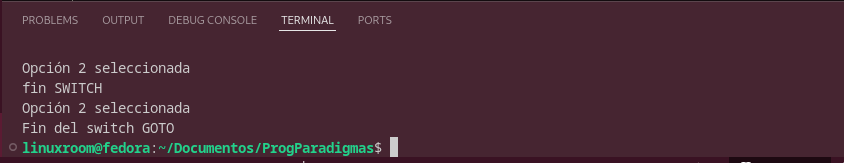 PROBLEMS OUTPUT DEBUG CONSOLE TERMINAL PORTS
Opción 2 seleccionada
fin SWITCH
Opción 2 seleccionada
Fin del switch GOTO
linuxroom@fedora:~/Documentos/ProgParadigmas$